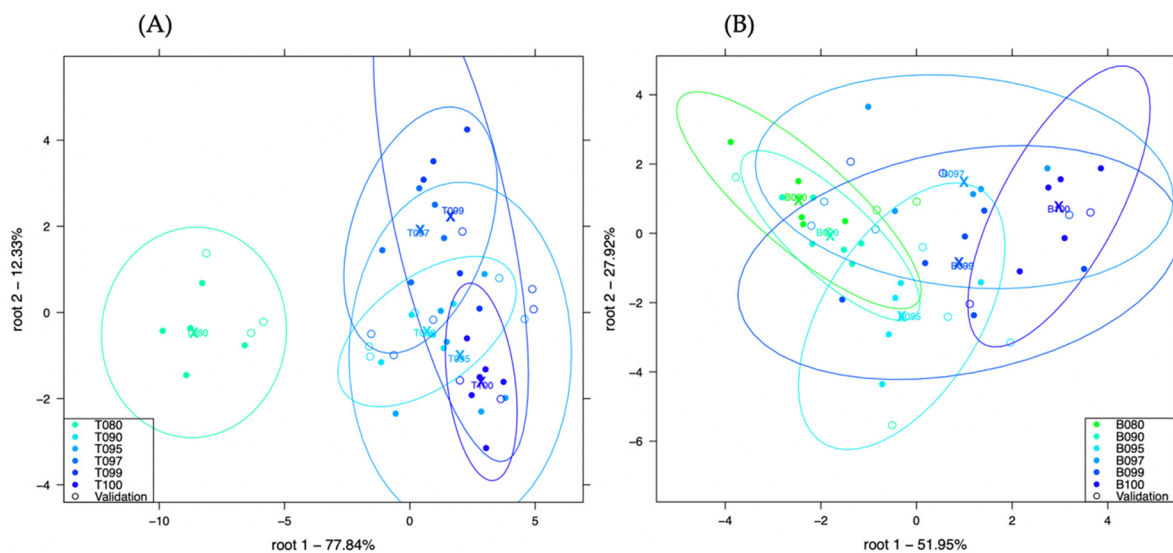 (A)
(B)
root 2 – 12.33%
4
2
0
−2
−4
T099
T097
T095
T100
T080
T090
T095
T097
T099
T100
Validation
−10
−5
0
5
root 1 – 77.84%
root 2 – 27.92%
4
2
0
−2
−4
−6
B097
B100
B099
B095
B080
B090
B095
B097
B099
B100
Validation
−4
−2
0
2
4
root 1 – 51.95%